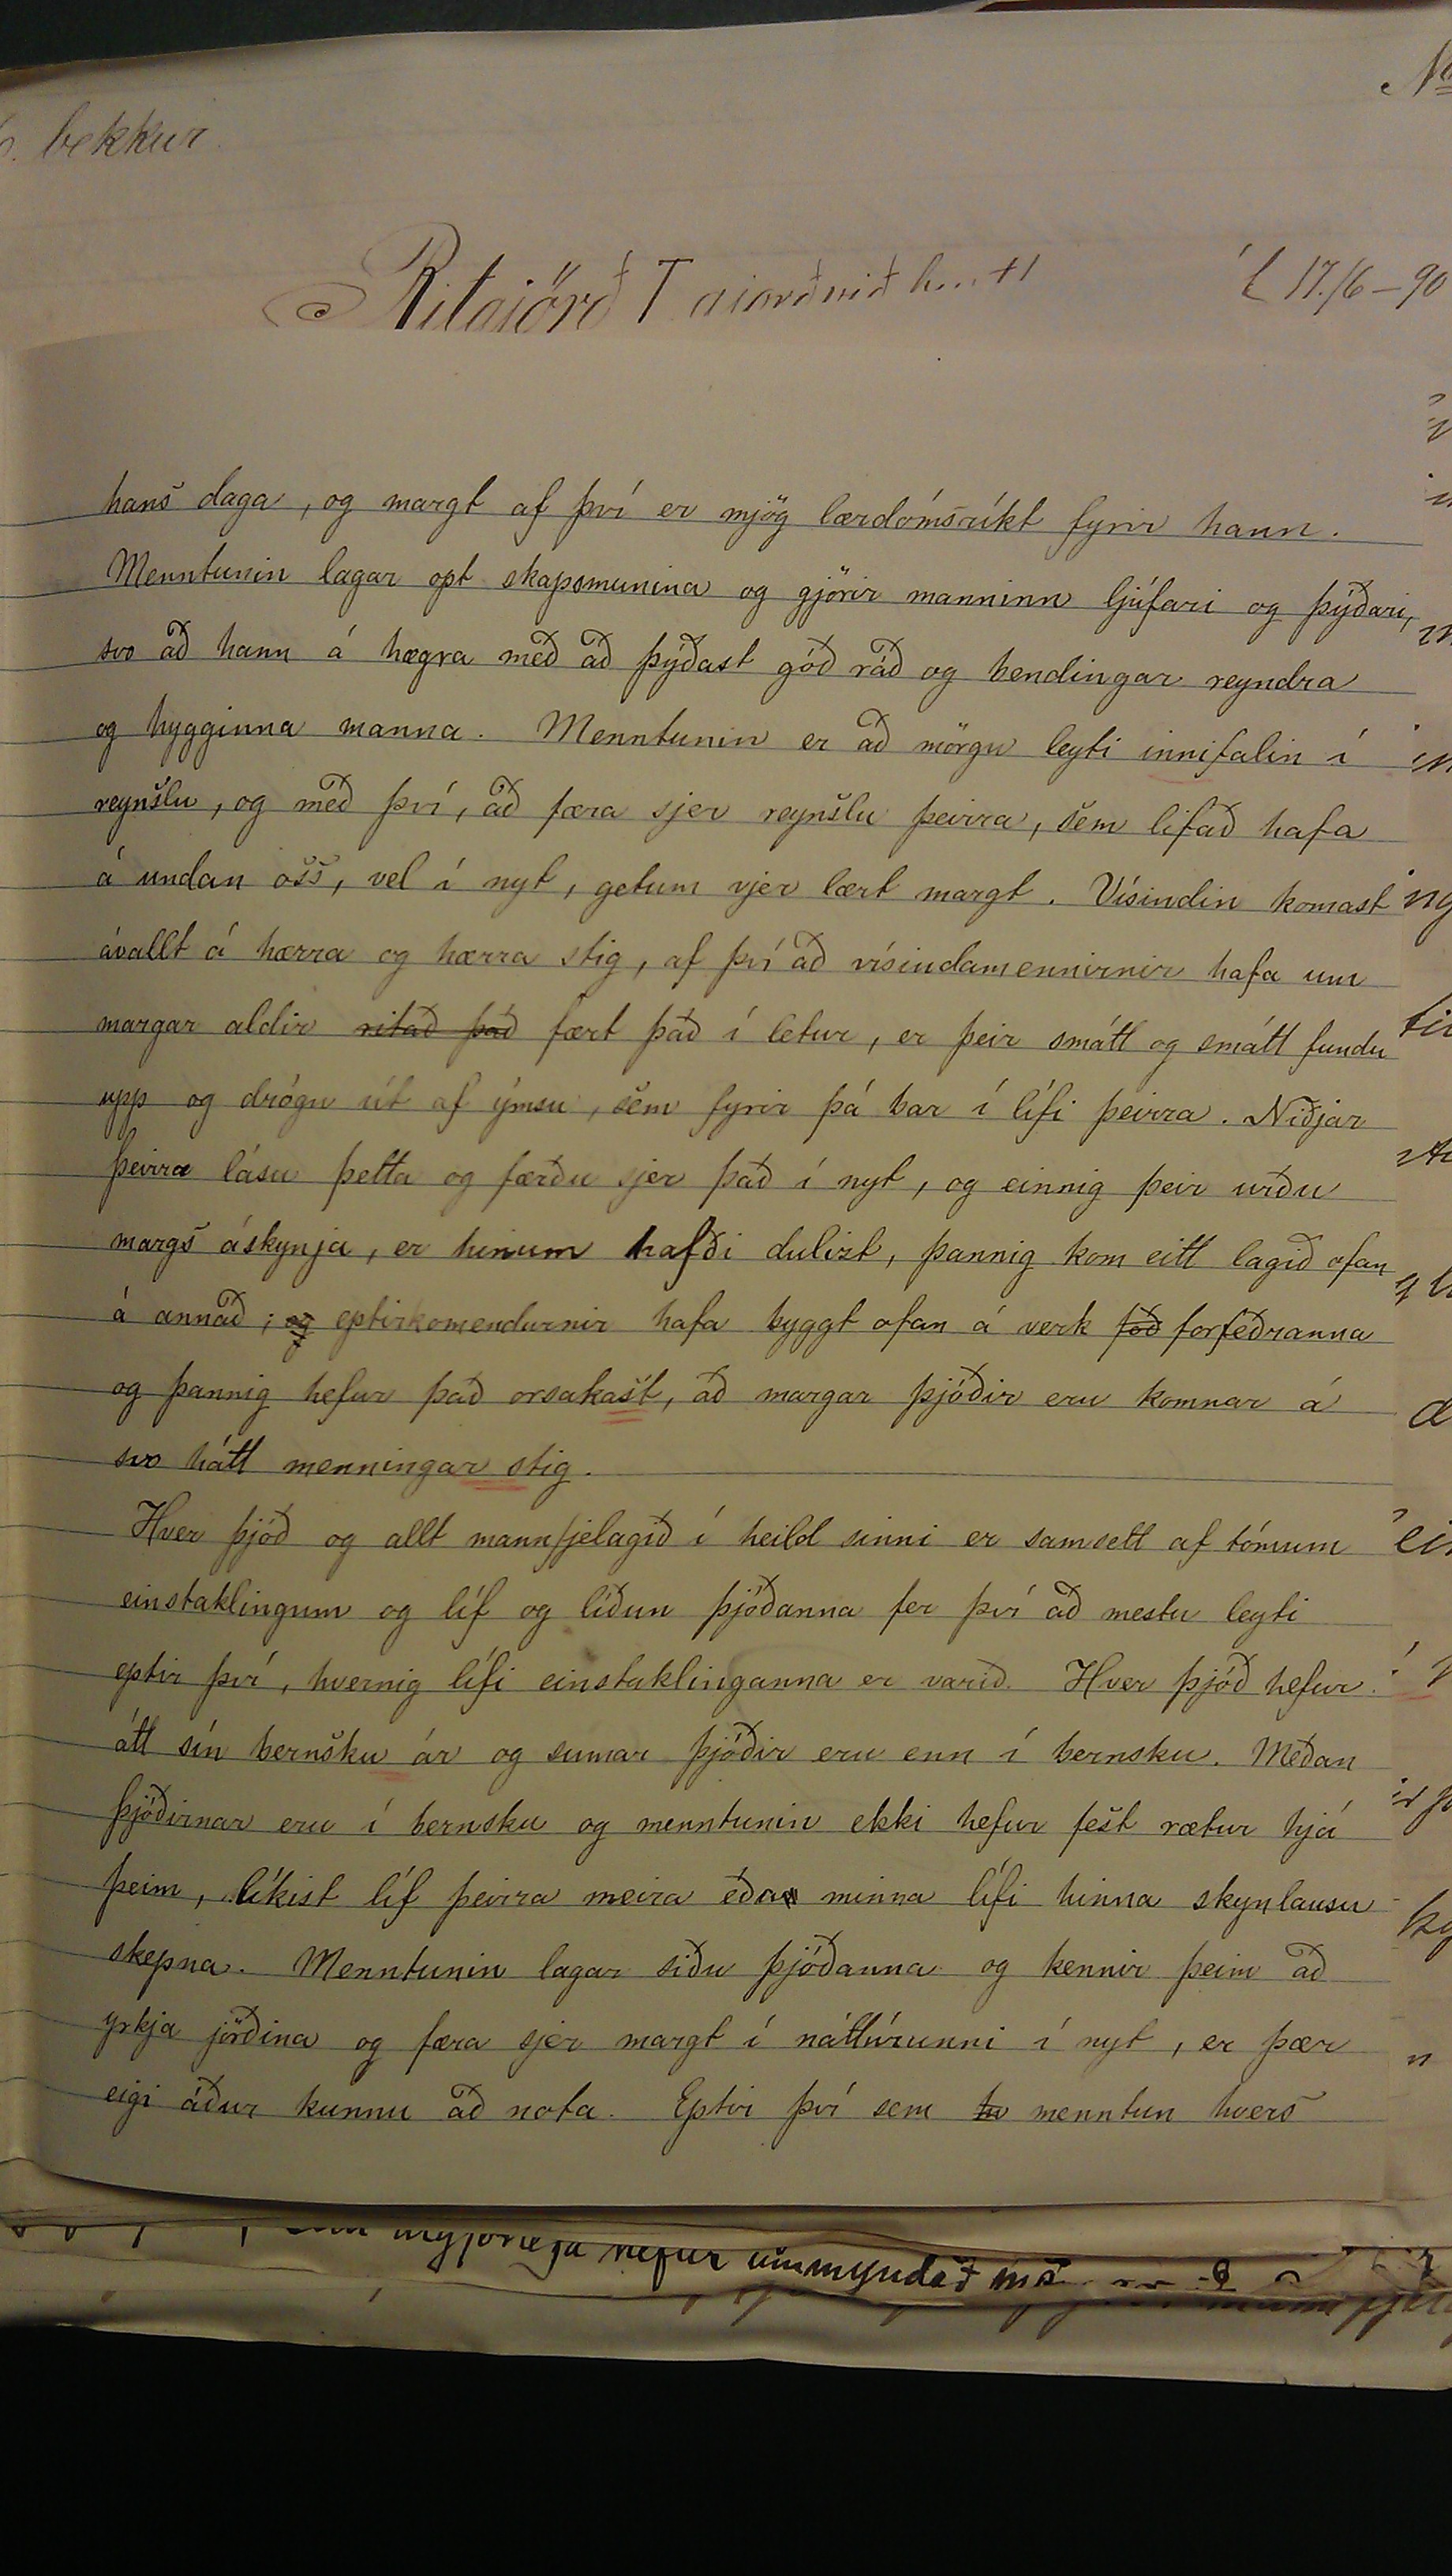 bekkur
17./6-90
hans daga, og margt af því er mjög lærdómsríkt fyrir hann.
Menntunin lagar opt skapsmunina og gjörir manninn ljúfari og þýðari,
svo að hann á hægra með að þýðast góð ráð og bendingar reyndra
og hygginna manna. Menntunin er að mörgu leyti innifalin í
reynslu, og með því, að færa sjer reynslu þeirra, sem lifað hafa
á undan oss, vel í nyt, getum vjer lært margt. Vísindin komast
ávallt á hærra og hærra stig, af því að vísindamennirnir hafa um
margar aldir ritað það fært það í letur, er þeir smátt og smátt fundu
upp og drógu út af ýmsu, sem fyrir þá bar í lífi þeirra. Niðjar
þeirra lásu þetta og færðu sjer það í nyt, og einnig þeir urðu
margs áskynja, er hinum hafði dulizt, þannig kom eitt lagið ofan
á annað; og eptirkomendurnir hafa byggt ofan á verk föð forfeðranna
og þannig hefur það orsakast, að margar þjóðir eru komnar á
svo hátt menningar stig.
Hver þjóð og allt mannfjelagið í heild sinni er samsett af tómum
einstaklingum og líf og líðun þjóðanna fer því að mestu leyti
eptir því, hvernig lífi einstaklinganna er varið. Hver þjóð hefur
átt sín bernsku ár og sumar þjóðir eru enn í bernsku. Meðan
þjóðirnar eru í bernsku og menntunin ekki hefur fest rætur hjá
þeim, líkist líf þeirra meira eða minna lífi hinna skynlausu
skepna. Menntunin lagar siðu þjóðanna og kennir þeim að
yrkja jörðina og færa sjer margt í náttúrunni í nyt, er þær
eigi áður kunnu að nota. Eptir því sem hv menntun hvers
hefur ummyndað